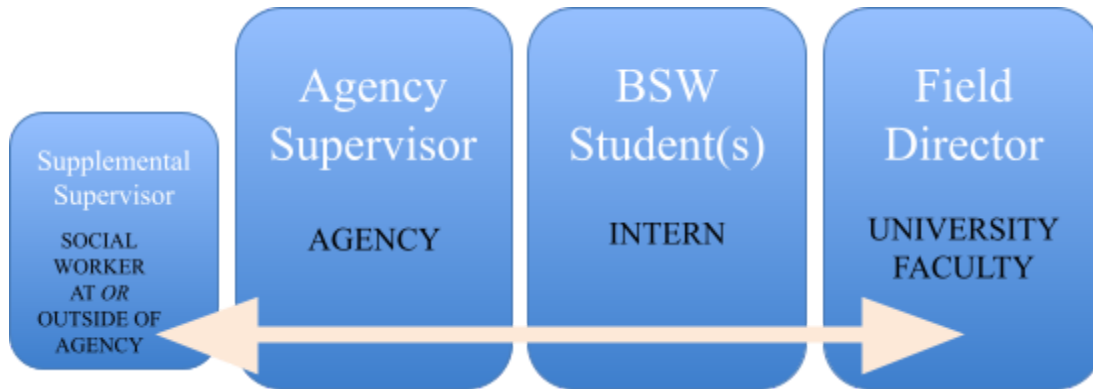 Supplemental
Supervisor
SOCIAL
WORKER
AT OR
OUTSIDE OF
AGENCY
Agency
Supervisor
AGENCY
BSW
Student(s)
INTERN
Field
Director
UNIVERSITY
FACULTY